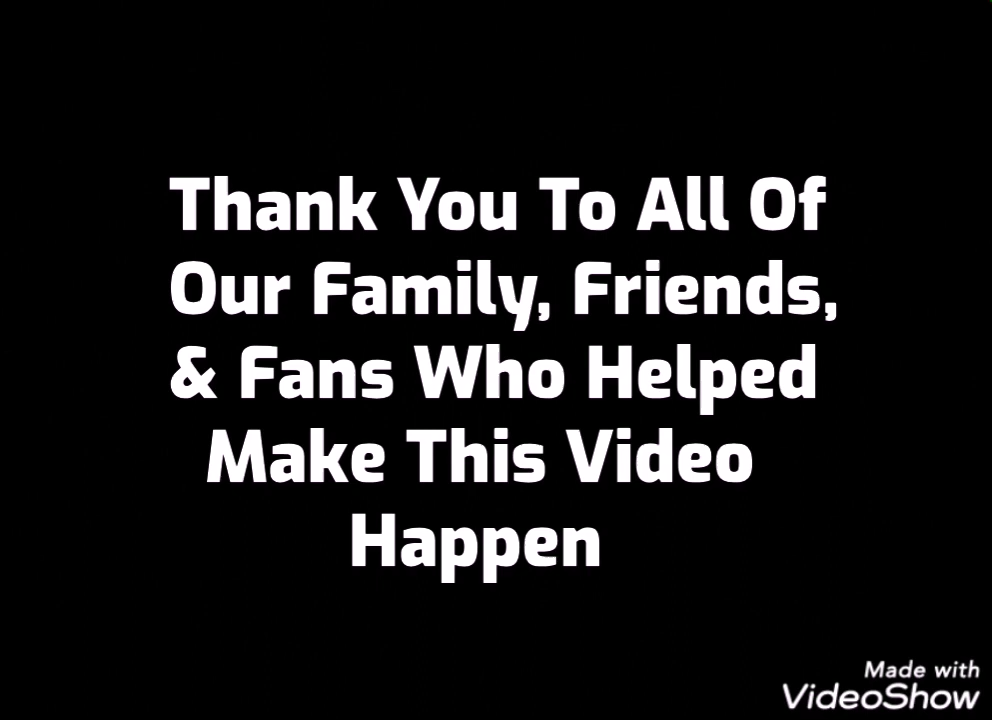 Thank You To All Of
Our Family, Friends,
& Fans Who Helped
Make This Video
Happen
Made with
VideoShow